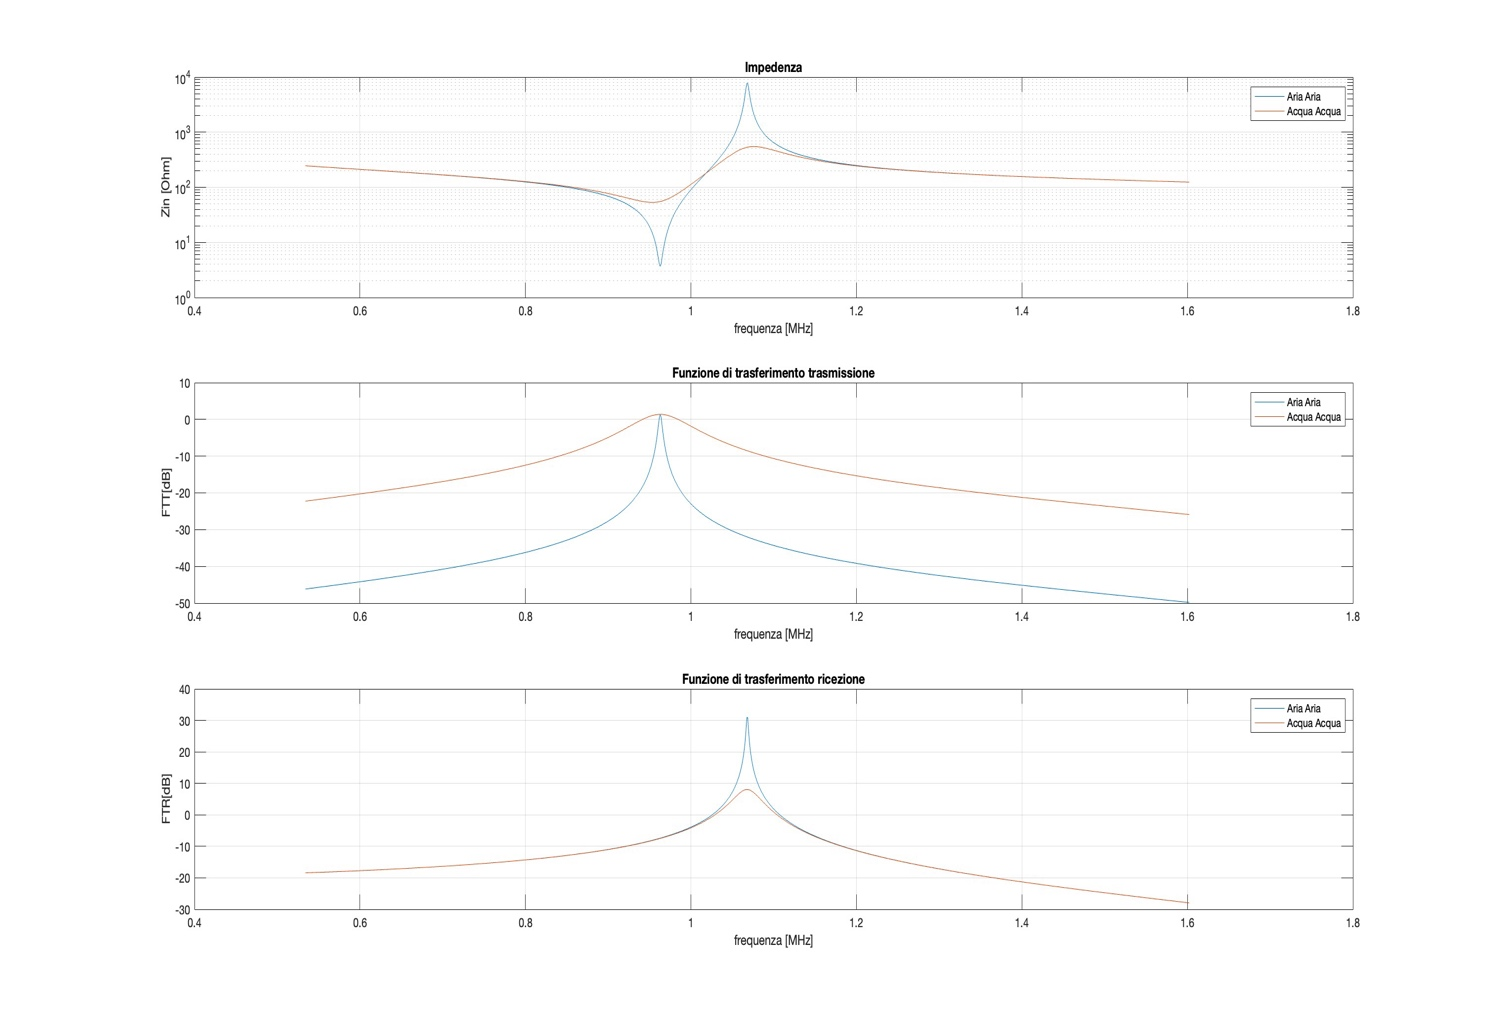 Impedenza
Zin [Ohm]
10^4
10^3
10^2
10^1
10^0
Aria Aria
Acqua Acqua
0.4 0.6 0.8 1 1.2 1.4 1.6 1.8
frequenza [MHz]
Funzione di trasferimento trasmissione
FTT[dB]
10
0
-10
-20
-30
-40
-50
Aria Aria
Acqua Acqua
0.4 0.6 0.8 1 1.2 1.4 1.6 1.8
frequenza [MHz]
Funzione di trasferimento ricezione
FTR[dB]
40
30
20
10
0
-10
-20
-30
Aria Aria
Acqua Acqua
0.4 0.6 0.8 1 1.2 1.4 1.6 1.8
frequenza [MHz]